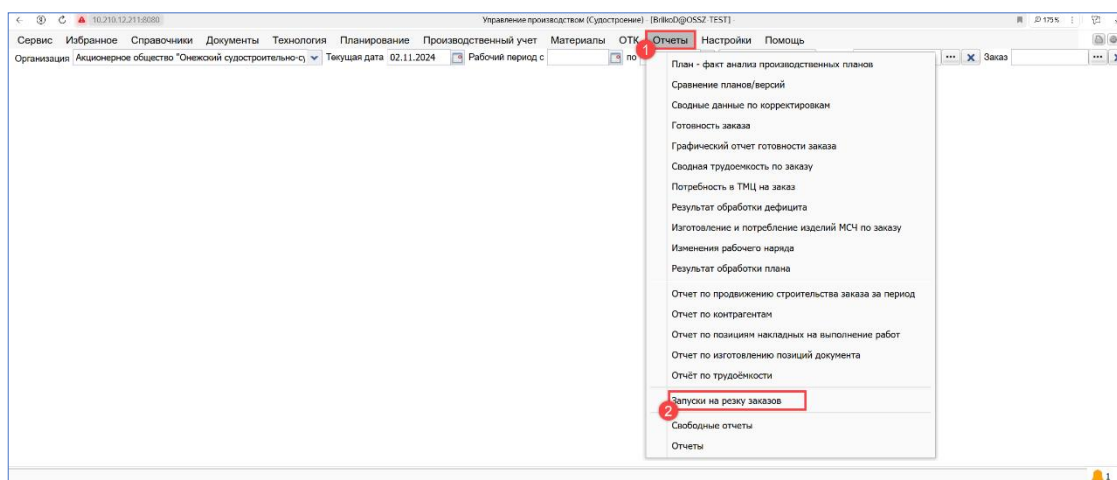 10.210.12.211:8080 Управление производством (Судостроение) - [BrilkoD@OSSZ-TEST] 175%
Сервис Избранное Справочники Документы Технология Планирование Производственный учет Материалы ОТК Отчеты Настройки Помощь
1
Организация Акционерное общество "Онежский судостроительно-су Текущая дата 02.11.2024 Рабочий период с по Заказ
План - факт анализ производственных планов
Сравнение планов/версий
Сводные данные по корректировкам
Готовность заказа
Графический отчет готовности заказа
Сводная трудоемкость по заказу
Потребность в ТМЦ на заказ
Результат обработки дефицита
Изготовление и потребление изделий МСЧ по заказу
Изменения рабочего наряда
Результат обработки плана
Отчет по продвижению строительства заказа за период
Отчет по контрагентам
Отчет по позициям накладных на выполнение работ
Отчет по изготовлению позиций документа
Отчёт по трудоёмкости
Запуски на резку заказов
2
Свободные отчеты
Отчеты
1